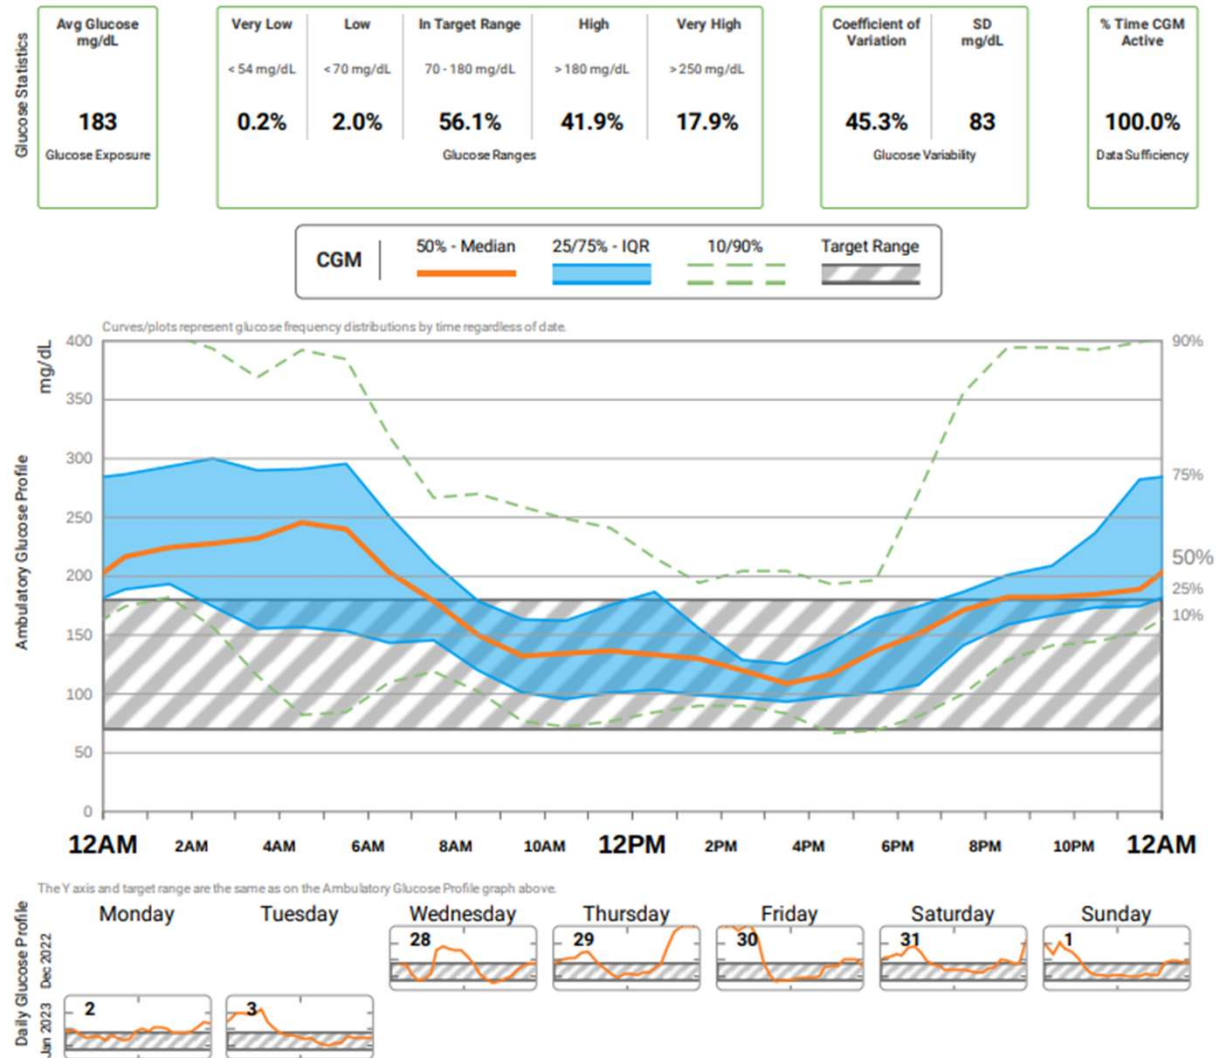 Glucose Statistics
Avg Glucose
mg/dL
183
Glucose Exposure
Very Low Low In Target Range High Very High
< 54 mg/dL < 70 mg/dL 70 - 180 mg/dL > 180 mg/dL > 250 mg/dL
0.2% 2.0% 56.1% 41.9% 17.9%
Glucose Ranges
Coefficient of
Variation
SD
mg/dL
45.3% 83
Glucose Variability
% Time CGM
Active
100.0%
Data Sufficiency
CGM
50% - Median 25/75% - IQR 10/90% Target Range
Curves/plots represent glucose frequency distributions by time regardless of date.
Ambulatory Glucose Profile
mg/dL
400
350
300
250
200
150
100
50
0
90%
75%
50%
25%
10%
12AM 2AM 4AM 6AM 8AM 10AM 12PM 2PM 4PM 6PM 8PM 10PM 12AM
The Y axis and target range are the same as on the Ambulatory Glucose Profile graph above.
Daily Glucose Profile
Monday Tuesday Wednesday Thursday Friday Saturday Sunday
Dec 2022
28 29 30 31 1
Jan 2023
2 3